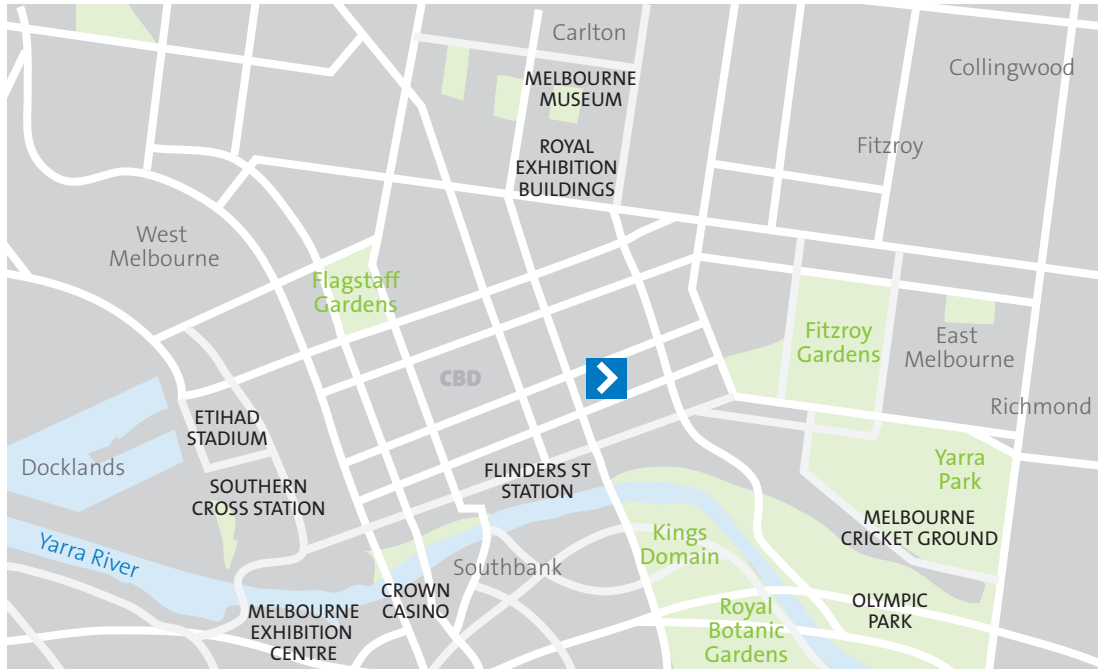 Carlton
Collingwood
MELBOURNE
MUSEUM
Fitzroy
ROYAL
EXHIBITION
BUILDINGS
West
Melbourne
Flagstaff
Gardens
Fitzroy
Gardens
East
Melbourne
CBD
Richmond
ETIHAD
STADIUM
Docklands
SOUTHERN
CROSS STATION
FLINDERS ST
STATION
Yarra
Park
MELBOURNE
CRICKET GROUND
Kings
Domain
Yarra River
Southbank
CROWN
CASINO
MELBOURNE
EXHIBITION
CENTRE
OLYMPIC
PARK
Royal
Botanic
Gardens